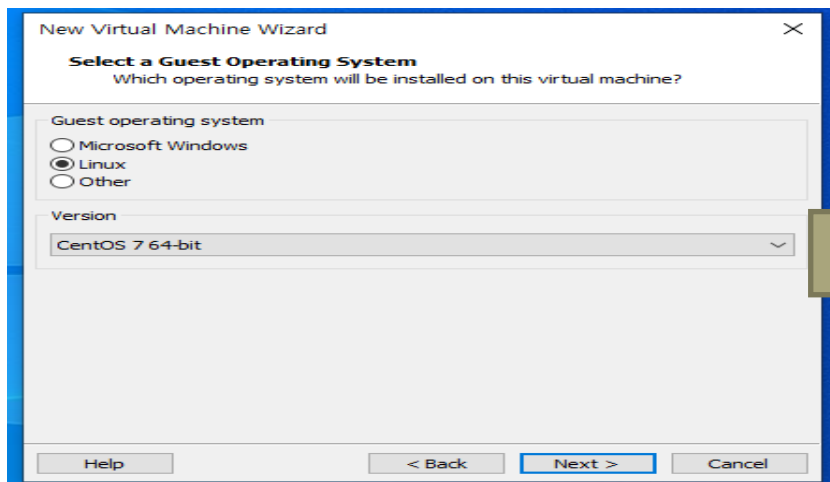 New Virtual Machine Wizard
Select a Guest Operating System
Which operating system will be installed on this virtual machine?
Guest operating system
Microsoft Windows
Linux
Other
Version
CentOS 7 64-bit
Help
< Back
Next >
Cancel